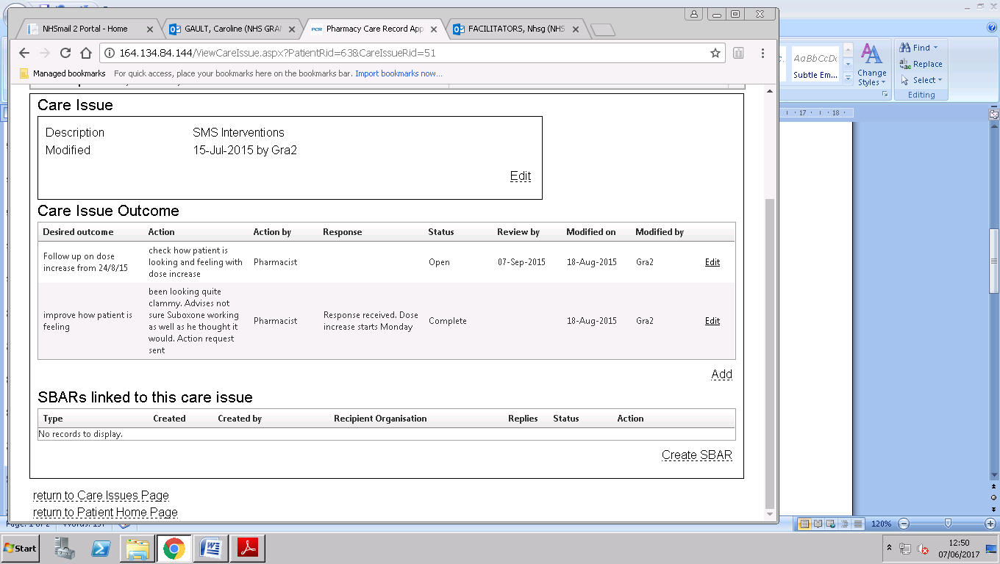 NHSmail 2 Portal - Home
GAULT, Caroline (NHS GRA
Pharmacy Care Record App
FACILITATORS, Nhsg (NHS
164.134.84.144/ViewCareIssue.aspx?PatientRid=63&CareIssueRid=51
Managed bookmarks For quick access, place your bookmarks here on the bookmarks bar. Import bookmarks now...
AaBbCcDc
Subtle Em...
Change
Styles
Find
Replace
Select
Editing
17 18
Care Issue
Description SMS Interventions
Modified 15-Jul-2015 by Gra2
Edit
Care Issue Outcome
Desired outcome Action Action by Response Status Review by Modified on Modified by
Follow up on dose
increase from 24/8/15
check how patient is
looking and feeling with
dose increase
Pharmacist
Open
07-Sep-2015
18-Aug-2015
Gra2
Edit
improve how patient is
feeling
been looking quite
clammy. Advises not
sure Suboxone working
as well as he thought it
would. Action request
sent
Pharmacist
Response received. Dose
increase starts Monday
Complete
18-Aug-2015
Gra2
Edit
Add
SBARs linked to this care issue
Type Created Created by Recipient Organisation Replies Status Action
No records to display.
Create SBAR
return to Care Issues Page
return to Patient Home Page
120%
Start
12:50
07/06/2017